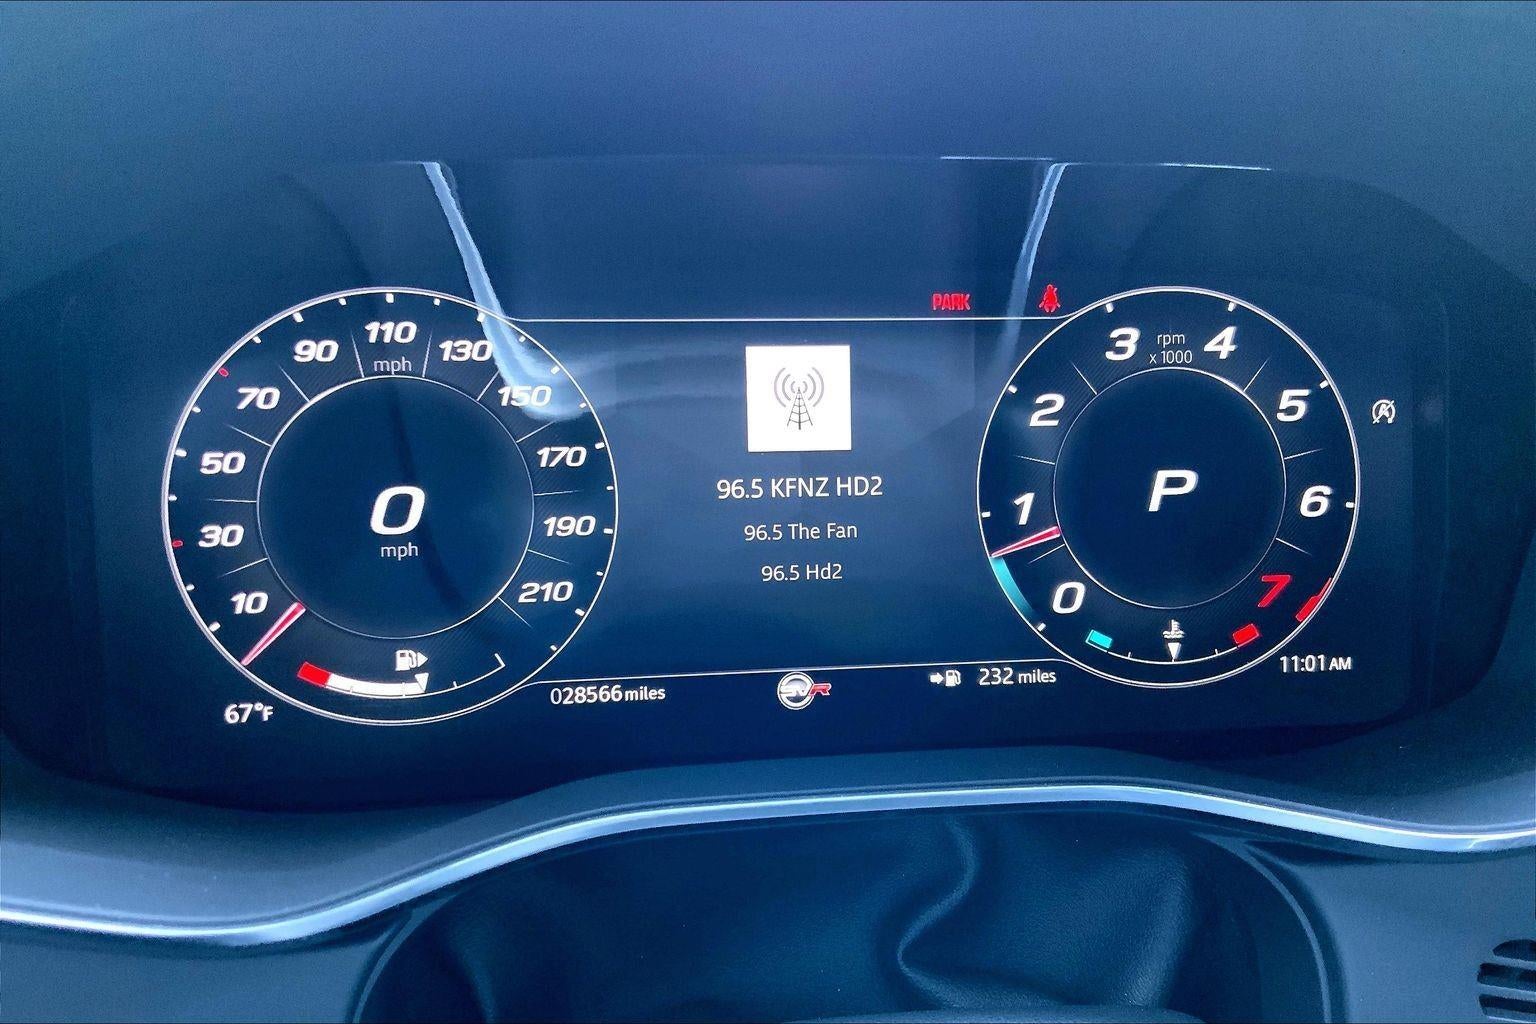 PARK
110
mph
90
130
70
150
50
170
30
190
10
210
0
mph
67°F
028566 miles
96.5 KFNZ HD2
96.5 The Fan
96.5 Hd2
SVR
232 miles
rpm
x 1000
3
4
2
5
1
6
0
7
P
A
11:01 AM